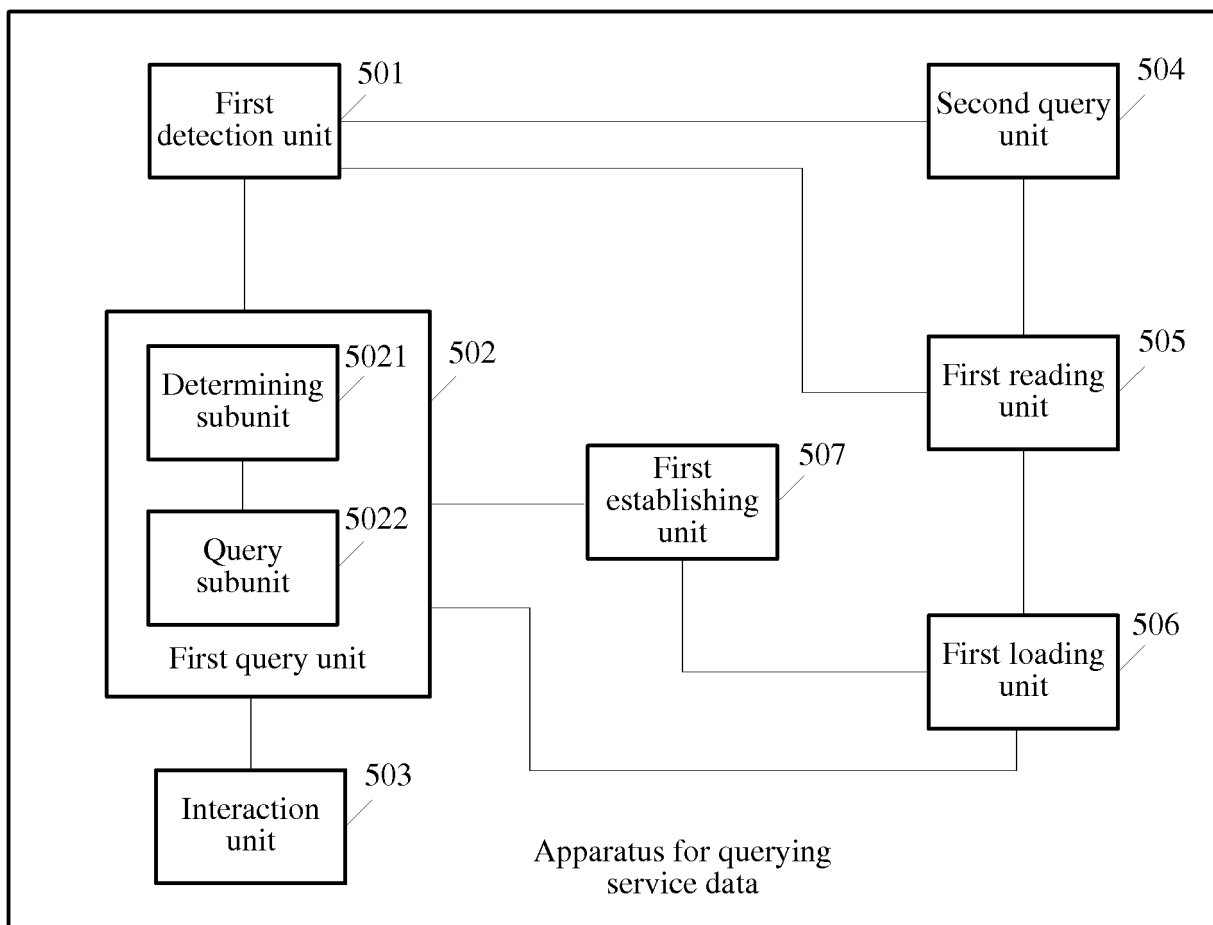 501
First
detection unit
504
Second query
unit
502
5021
Determining
subunit
5022
Query
subunit
First query unit
505
First reading
unit
507
First
establishing
unit
506
First loading
unit
503
Interaction
unit
Apparatus for querying
service data